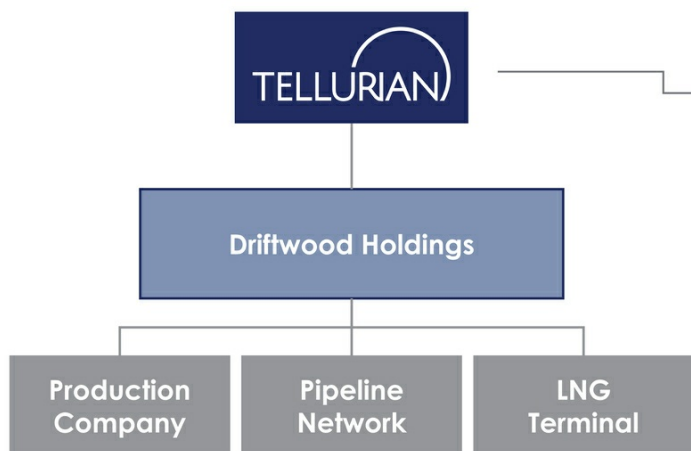 TELLURIAN
Driftwood Holdings
Production
Company
Pipeline
Network
LNG
Terminal